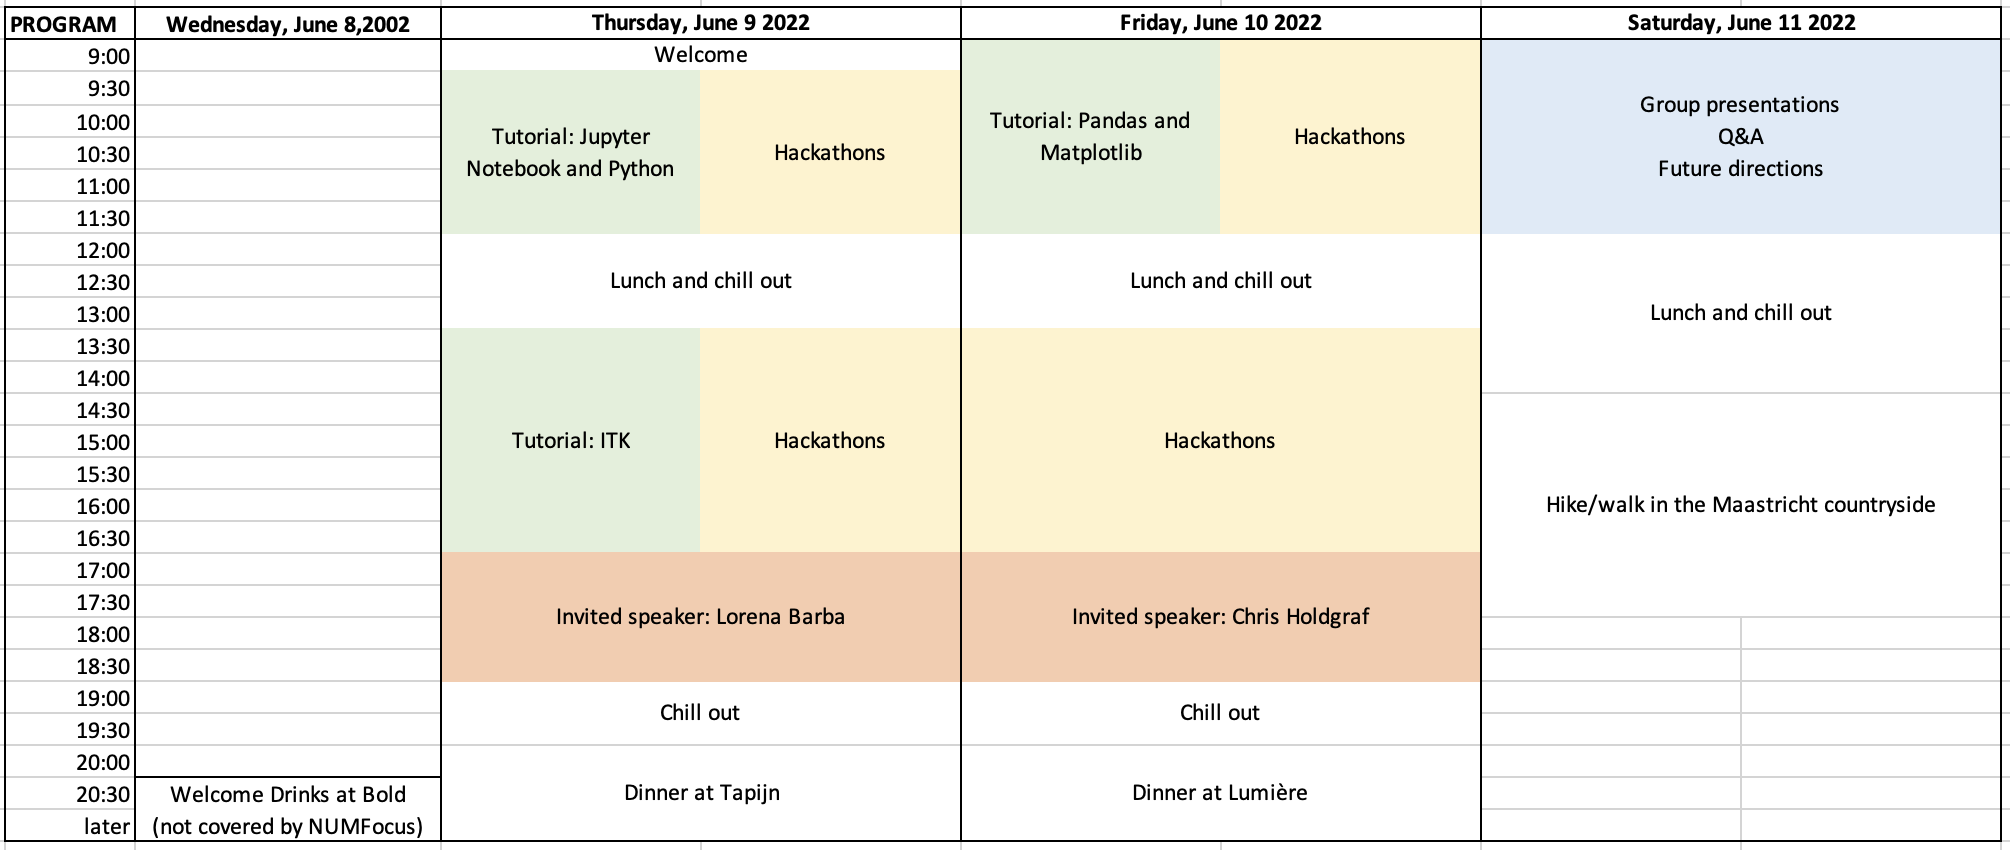 PROGRAM Wednesday, June 8,2002 Thursday, June 9 2022 Friday, June 10 2022 Saturday, June 11 2022
9:00 Welcome
9:30
10:00
10:30
11:00
11:30
12:00
12:30
13:00
13:30
14:00
14:30
15:00
15:30
16:00
16:30
17:00
17:30
18:00
18:30
19:00
19:30
20:00
20:30
later
Welcome Drinks at Bold
(not covered by NUMFocus)
Tutorial: Jupyter
Notebook and Python
Hackathons
Lunch and chill out
Tutorial: ITK
Hackathons
Invited speaker: Lorena Barba
Chill out
Dinner at Tapijn
Tutorial: Pandas and
Matplotlib
Hackathons
Lunch and chill out
Hackathons
Invited speaker: Chris Holdgraf
Chill out
Dinner at Lumière
Group presentations
Q&A
Future directions
Lunch and chill out
Hike/walk in the Maastricht countryside